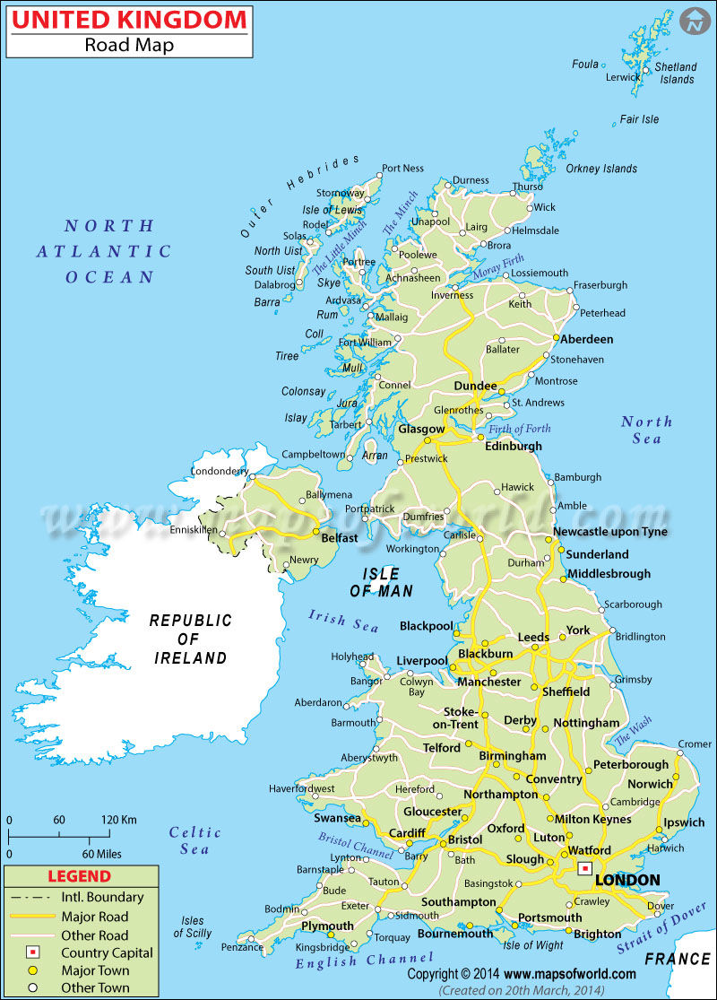 UNITED KINGDOM
Road Map
N
Foula
Shetland
Islands
Lerwick
Fair Isle
Orkney Islands
Outer Hebrides
Port Ness
Stornoway
Isle of Lewis
The Minch
Durness
Thurso
Wick
Unapool
Lairg
Helmsdale
Brora
Rodel
Solas
North Uist
The Little Minch
South Uist
Dalabrog
Barra
Portree
Skye
Poolewe
Achnasheen
Moray Firth
Lossiemouth
Fraserburgh
Inverness
Keith
Peterhead
Ardvasa
Rum
Mallaig
Coll
Fort William
Tiree
Mull
Ballater
Aberdeen
Stonehaven
Montrose
Connel
Dundee
Colonsay
Jura
Glenrothes
St. Andrews
Islay
Tarbert
Glasgow
Firth of Forth
Edinburgh
North
Sea
Campbeltown
Arran
Prestwick
NORTH
ATLANTIC
OCEAN
Londonderry
Ballymena
Hawick
Bamburgh
Amble
www.mapsofworld.com
Portpatrick
Dumfries
Enniskillen
Belfast
Carlisle
Newcastle upon Tyne
Workington
Sunderland
Durham
Newry
Middlesbrough
ISLE
OF MAN
Scarborough
REPUBLIC
OF
IRELAND
Irish Sea
Blackpool
Leeds
York
Bridlington
Blackburn
Holyhead
Liverpool
Bangor
Colwyn
Bay
Manchester
Sheffield
Grimsby
Aberdaron
Barmouth
Stoke-
on-Trent
Derby
Nottingham
The Wash
Telford
Cromer
Aberystwyth
Birmingham
Peterborough
Coventry
Norwich
Haverfordwest
Hereford
Northampton
Cambridge
Swansea
Gloucester
Milton Keynes
Ipswich
Oxford
Luton
Celtic
Sea
Cardiff
Bristol
Harwich
Bristol Channel
Barry
Bath
Watford
Slough
Lynton
Barnstaple
Basingstok
LONDON
Bude
Tauton
Southampton
Crawley
Dover
Bodmin
Exeter
Sidmouth
Portsmouth
Isles
of Scilly
Plymouth
Torquay
Bournemouth
Isle of Wight
Brighton
Strait of Dover
Penzance
Kingsbridge
English Channel
FRANCE
0 60 120 Km
0 60 Miles
LEGEND
Intl. Boundary
Major Road
Other Road
Country Capital
Major Town
Other Town
Copyright © 2014 www.mapsofworld.com
(Created on 20th March, 2014)